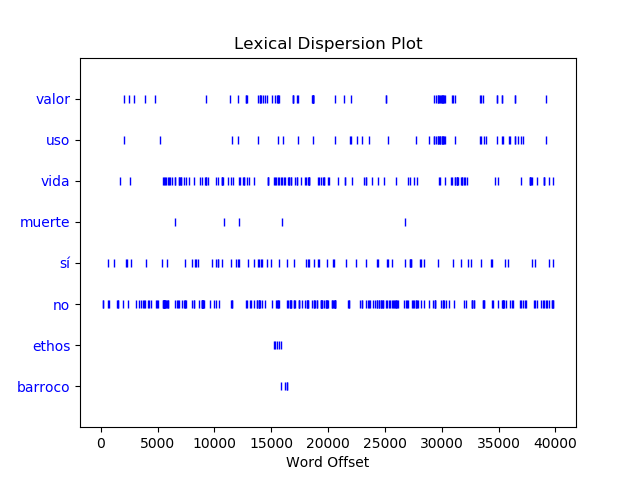 Lexical Dispersion Plot
valor
uso
vida
muerte
sí
no
ethos
barroco
0 5000 10000 15000 20000 25000 30000 35000 40000
Word Offset